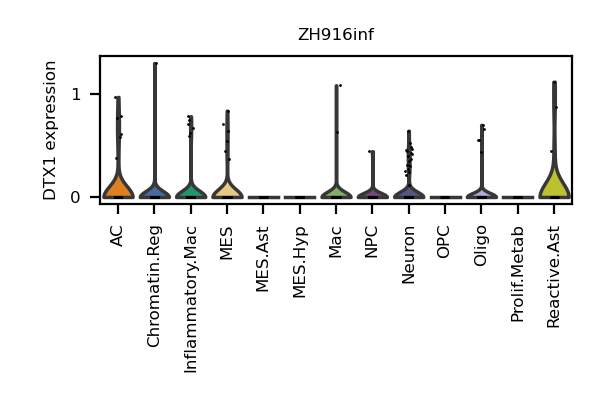 ZH916inf
DTX1 expression
1
0
AC
Chromatin.Reg
Inflammatory.Mac
MES
MES.Ast
MES.Hyp
Mac
NPC
Neuron
OPC
Oligo
Prolif.Metab
Reactive.Ast